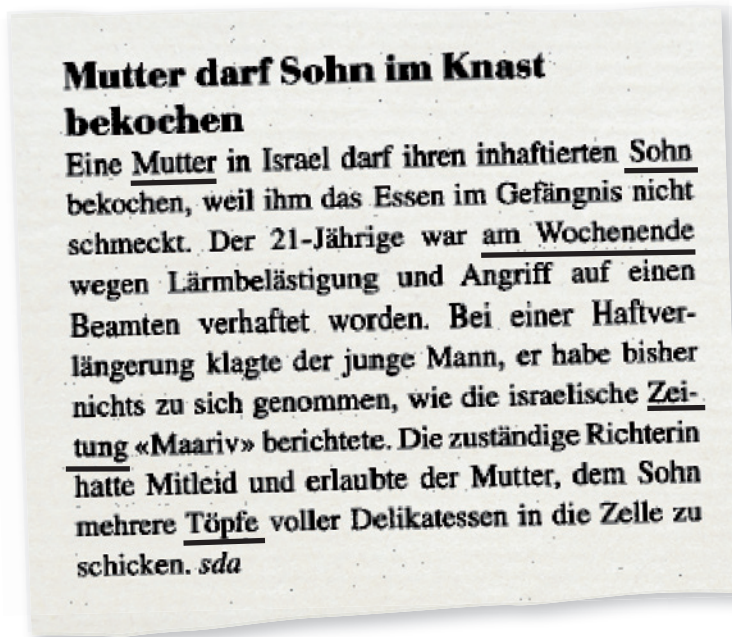 Mutter darf Sohn im Knast
bekochen
Eine Mutter in Israel darf ihren inhaftierten Sohn
bekochen, weil ihm das Essen im Gefängnis nicht
schmeckt. Der 21-Jährige war am Wochenende
wegen Lärmbelästigung und Angriff auf einen
Beamten verhaftet worden. Bei einer Haftver-
längerung klagte der junge Mann, er habe bisher
nichts zu sich genommen, wie die israelische Zei-
tung «Maariv» berichtete. Die zuständige Richterin
hatte Mitleid und erlaubte der Mutter, dem Sohn
mehrere Töpfe voller Delikatessen in die Zelle zu
schicken. sda